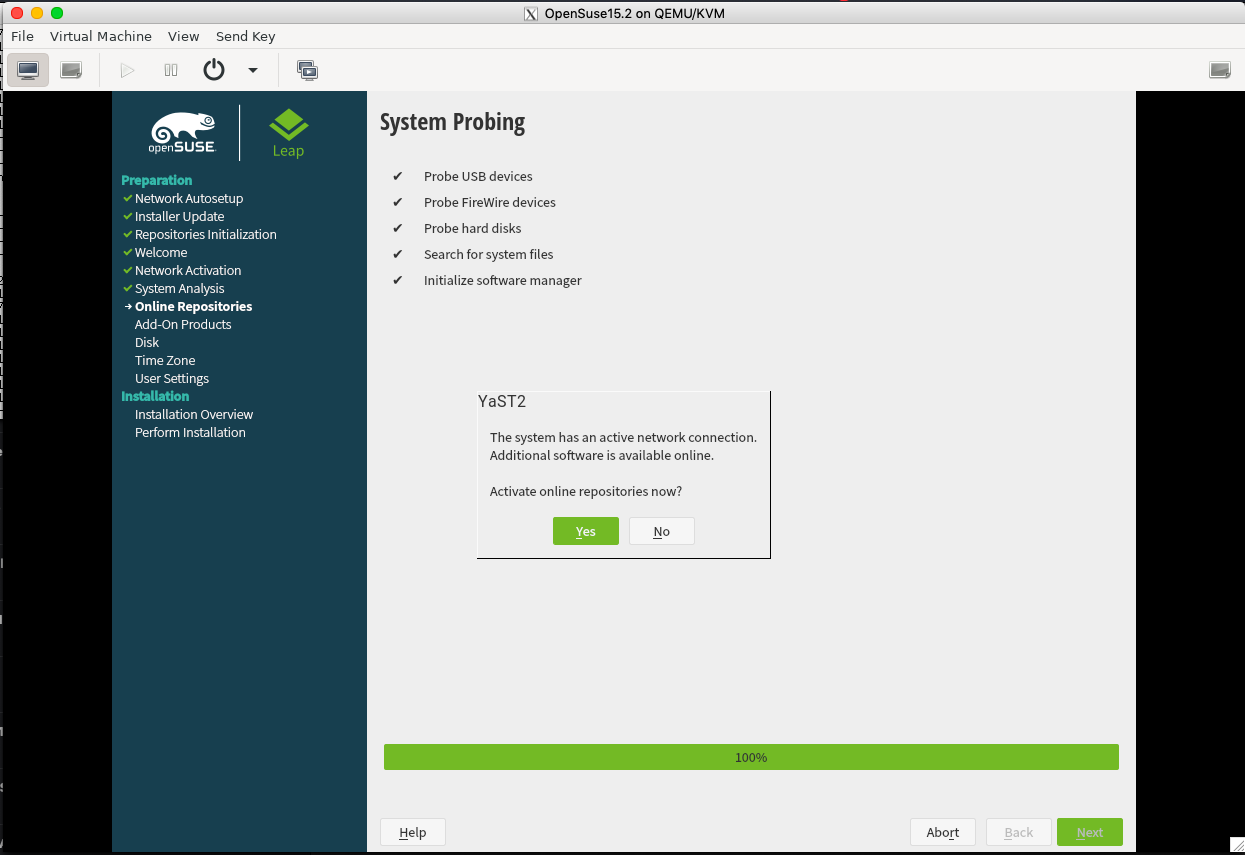 OpenSuse15.2 on QEMU/KVM
File Virtual Machine View Send Key
openSUSE.
Leap
Preparation
Network Autosetup
Installer Update
Repositories Initialization
Welcome
Network Activation
System Analysis
Online Repositories
Add-On Products
Disk
Time Zone
User Settings
Installation
Installation Overview
Perform Installation
System Probing
Probe USB devices
Probe FireWire devices
Probe hard disks
Search for system files
Initialize software manager
YaST2
The system has an active network connection.
Additional software is available online.
Activate online repositories now?
Yes No
100%
Help Abort Back Next